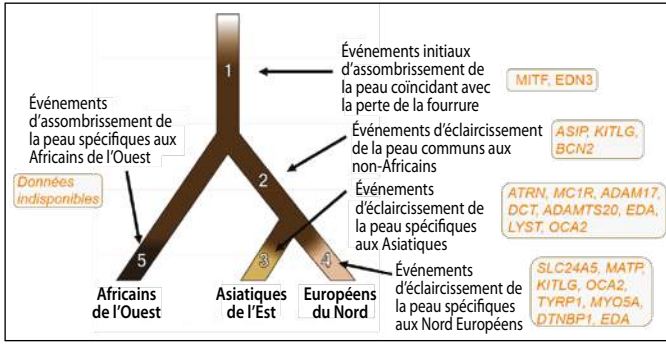 1
Événements initiaux
d'assombrissement de
la peau coïncidant avec
la perte de la fourrure
MITF, EDN3
Événements
d'assombrissement de
la peau spécifiques aux
Africains de l'Ouest
Données
indisponibles
Événements d'éclaircissement
de la peau communs aux
non-Africains
ASIP, KITLG,
BCN2
2
Événements
d'éclaircissement de
la peau spécifiques
aux Asiatiques
ATRN, MC1R, ADAM17,
DCT, ADAMTS20, EDA,
LYST, OCA2
5
3
4
Événements
d'éclaircissement de
la peau spécifiques
aux Nord Européens
SLC24A5, MATP,
KITLG, OCA2,
TYRP1, MYO5A,
DTNBP1, EDA
Africains
de l'Ouest
Asiatiques
de l'Est
Européens
du Nord